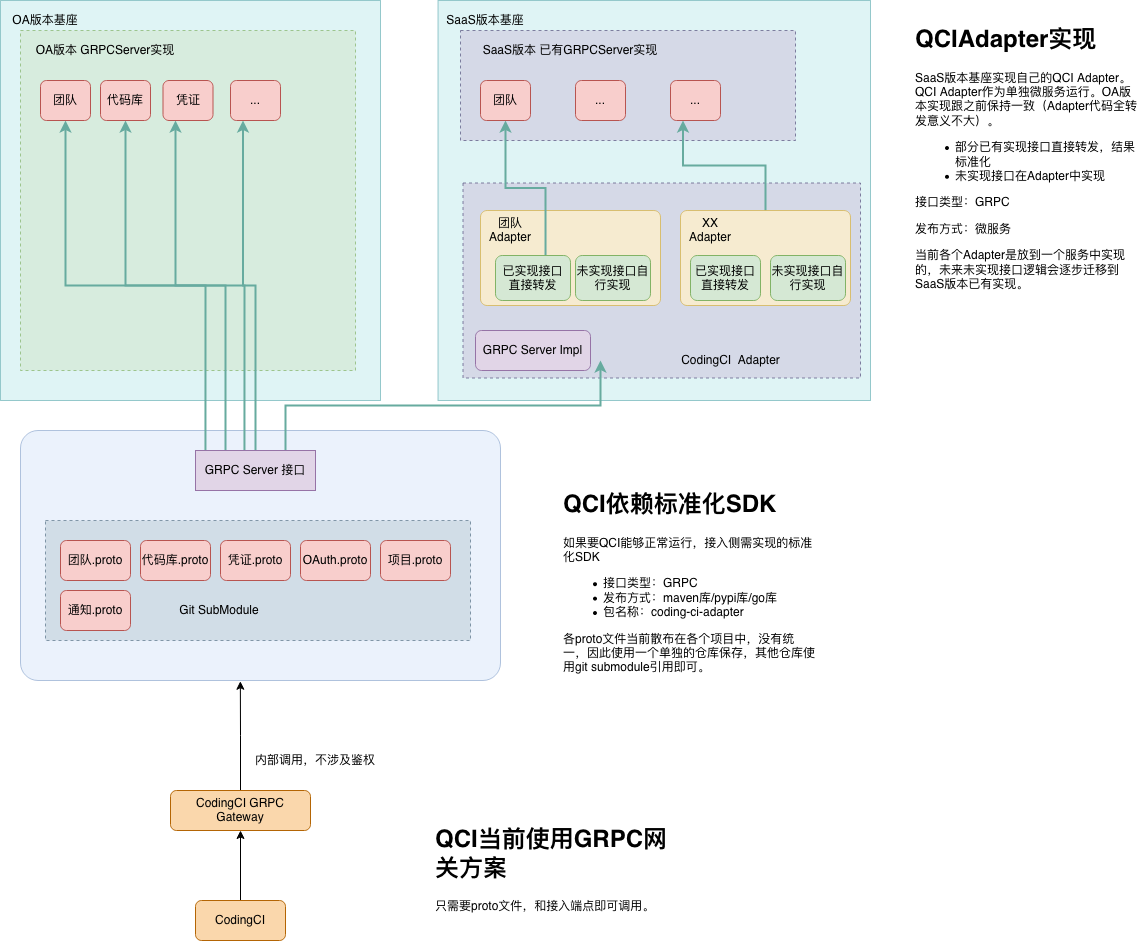 OA版本基座
OA版本 GRPCServer实现
团队
代码库
凭证
...
SaaS版本基座
SaaS版本 已有GRPCServer实现
团队
...
...
团队
Adapter
已实现接口
直接转发
未实现接口自
行实现
XX
Adapter
已实现接口
直接转发
未实现接口自
行实现
GRPC Server Impl
CodingCI  Adapter
QCIAdapter实现
SaaS版本基座实现自己的QCI Adapter。
QCI Adapter作为单独微服务运行。OA版
本实现跟之前保持一致（Adapter代码全转
发意义不大）。
• 部分已有实现接口直接转发，结果
标准化
• 未实现接口在Adapter中实现
接口类型：GRPC
发布方式：微服务
当前各个Adapter是放到一个服务中实现
的，未来未实现接口逻辑会逐步迁移到
SaaS版本已有实现。
GRPC Server 接口
团队.proto
代码库.proto
凭证.proto
OAuth.proto
项目.proto
通知.proto
Git SubModule
QCI依赖标准化SDK
如果要QCI能够正常运行，接入侧需实现的标准
化SDK
• 接口类型：GRPC
• 发布方式：maven库/pypi库/go库
• 包名称：coding-ci-adapter
各proto文件当前散布在各个项目中，没有统
一，因此使用一个单独的仓库保存，其他仓库使
用git submodule引用即可。
内部调用，不涉及鉴权
CodingCI GRPC
Gateway
CodingCI
QCI当前使用GRPC网
关方案
只需要proto文件，和接入端点即可调用。